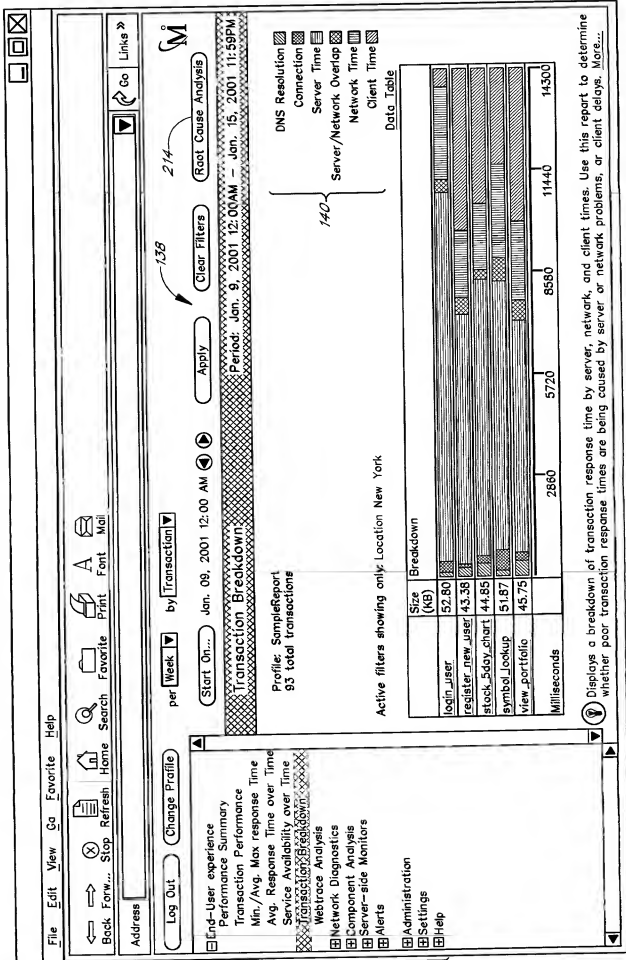 File Edit View Go Favorite Help
Back Forw... Stop Refresh Home Search Favorite Print Font Mail
Address Go Links »
Log Out Change Profile per Week by Transaction 138 214
Start On... Jan. 09, 2001 12:00 AM Apply Clear Filters Root Cause Analysis
End-User experience
Performance Summary
Transaction Performance
Min./Avg. Max response Time
Avg. Response Time over Time
Service Availability over Time
Transaction Breakdown
Webtrace Analysis
Network Diagnostics
Component Analysis
Server-side Monitors
Alerts
Administration
Settings
Help
Transaction Breakdown Period: Jan. 9, 2001 12:00AM – Jan. 15, 2001 11:59PM
Profile: SampleReport
93 total transactions
140
DNS Resolution
Connection
Server Time
Server/Network Overlap
Network Time
Client Time
Data Table
Active filters showing only: Location New York
Size (KB) Breakdown
login_user 52.80
register_new_user 43.38
stock_5day_chart 44.85
symbol_lookup 51.87
view_portfolio 45.75
Milliseconds 2860 5720 8580 11440 14300
Displays a breakdown of transaction response time by server, network, and client times. Use this report to determine
whether poor transaction response times are being caused by server or network problems, or client delays. More...